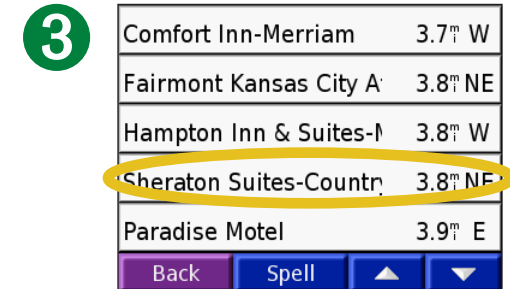 3
Comfort Inn-Merriam 3.7mi W
Fairmont Kansas City A 3.8mi NE
Hampton Inn & Suites- 3.8mi W
Sheraton Suites-Countr 3.8mi NE
Paradise Motel 3.9mi E
Back Spell